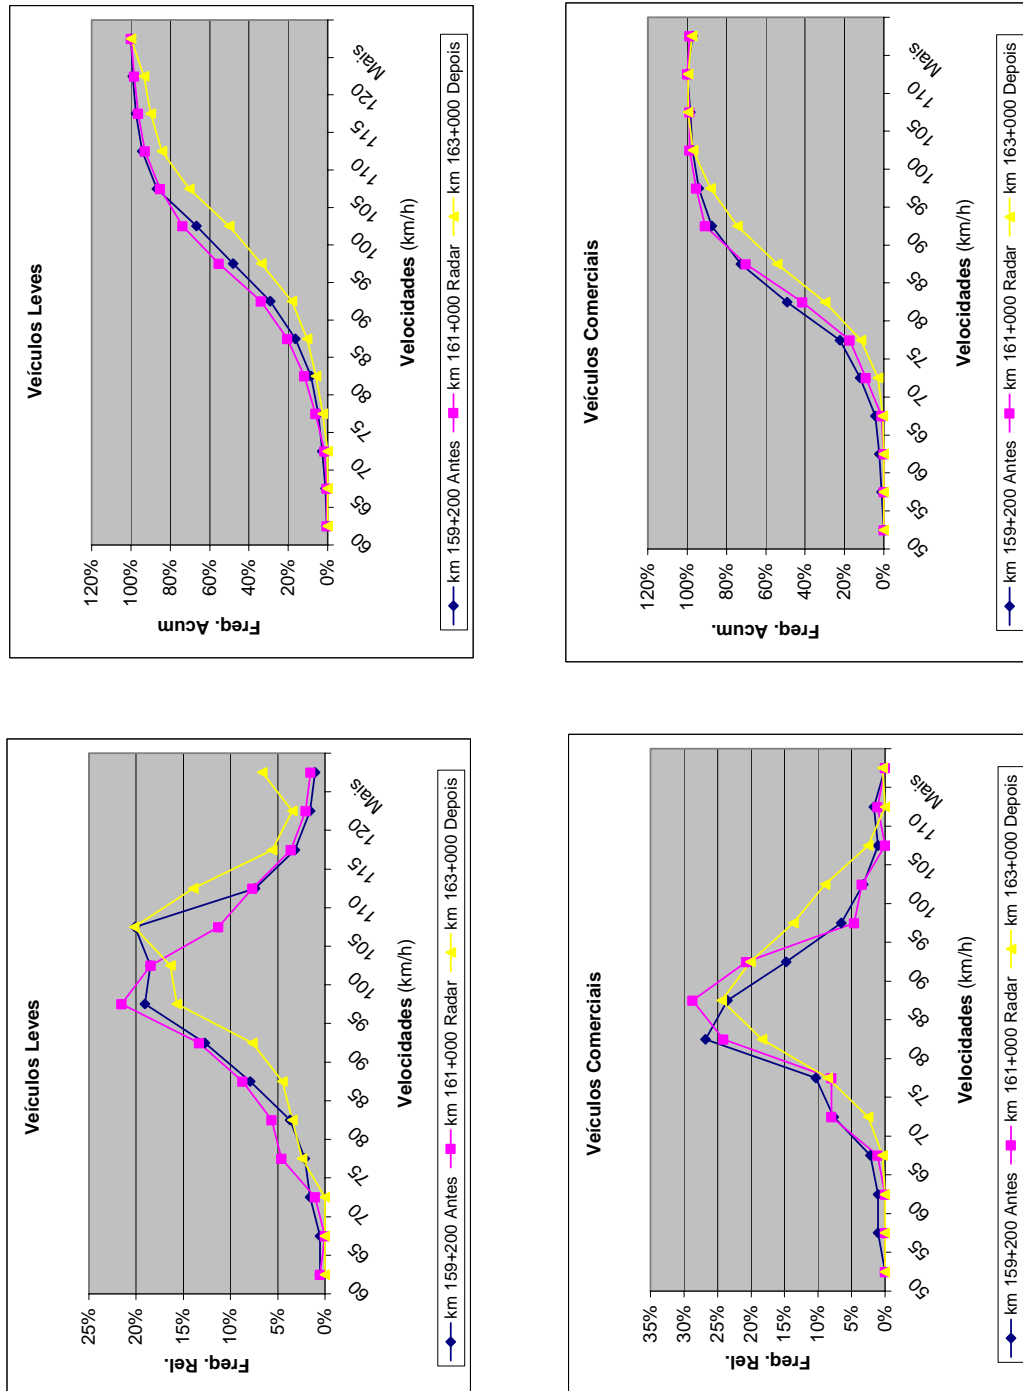 Veículos Leves
25%
20%
15%
10%
5%
0%
Freq. Rel.
60 65 70 75 80 85 90 95 100 105 110 115 120 Mais
Velocidades (km/h)
km 159+200 Antes km 161+000 Radar km 163+000 Depois
Veículos Leves
120%
100%
80%
60%
40%
20%
0%
Freq. Acum
60 65 70 75 80 85 90 95 100 105 110 115 120 Mais
Velocidades (km/h)
km 159+200 Antes km 161+000 Radar km 163+000 Depois
Veículos Comerciais
35%
30%
25%
20%
15%
10%
5%
0%
Freq. Rel.
50 55 60 65 70 75 80 85 90 95 100 105 110 Mais
Velocidades (km/h)
km 159+200 Antes km 161+000 Radar km 163+000 Depois
Veículos Comerciais
120%
100%
80%
60%
40%
20%
0%
Freq. Acum.
50 55 60 65 70 75 80 85 90 95 100 105 110 Mais
Velocidades (km/h)
km 159+200 Antes km 161+000 Radar km 163+000 Depois